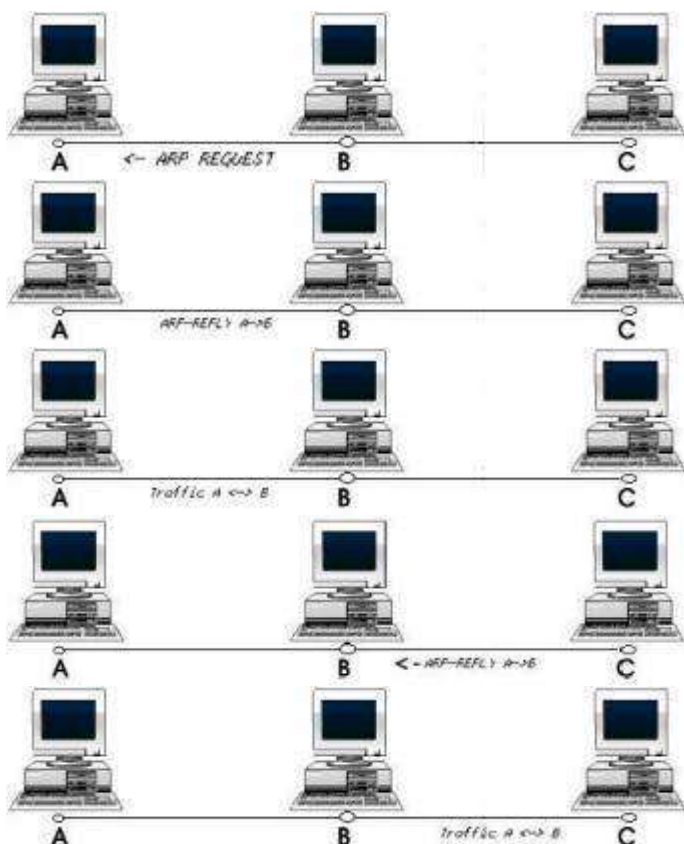 A <- ARP REQUEST B C
A ARP-REPLY A->B B C
A Traffic A <-> B B C
A B <-ARP-REPLY A->B C
A B Traffic A <-> B C